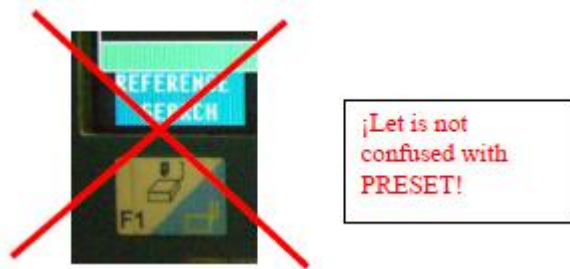 REFERENCE
SEARCH
F1
¡Let is not
confused with
PRESET!